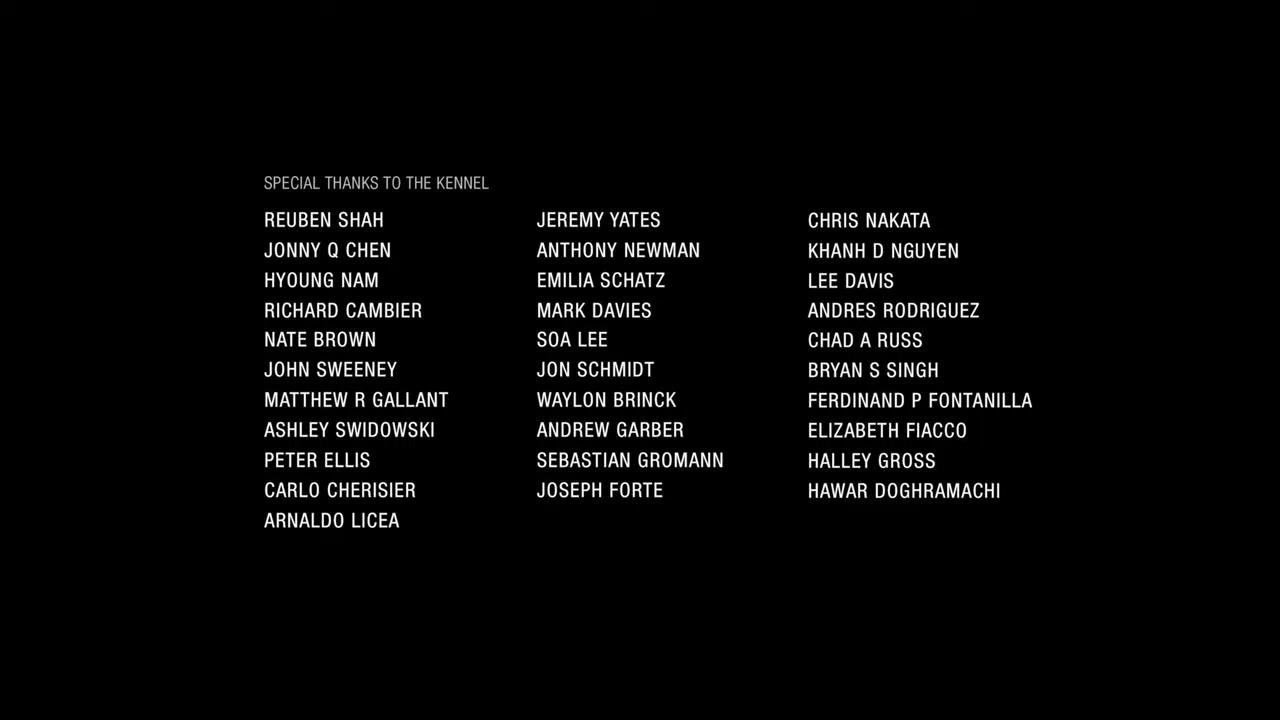 SPECIAL THANKS TO THE KENNEL
REUBEN SHAH
JONNY Q CHEN
HYOUNG NAM
RICHARD CAMBIER
NATE BROWN
JOHN SWEENEY
MATTHEW R GALLANT
ASHLEY SWIDOWSKI
PETER ELLIS
CARLO CHERISIER
ARNALDO LICEA
JEREMY YATES
ANTHONY NEWMAN
EMILIA SCHATZ
MARK DAVIES
SOA LEE
JON SCHMIDT
WAYLON BRINCK
ANDREW GARBER
SEBASTIAN GROMANN
JOSEPH FORTE
CHRIS NAKATA
KHANH D NGUYEN
LEE DAVIS
ANDRES RODRIGUEZ
CHAD A RUSS
BRYAN S SINGH
FERDINAND P FONTANILLA
ELIZABETH FIACCO
HALLEY GROSS
HAWAR DOGHRAMACHI